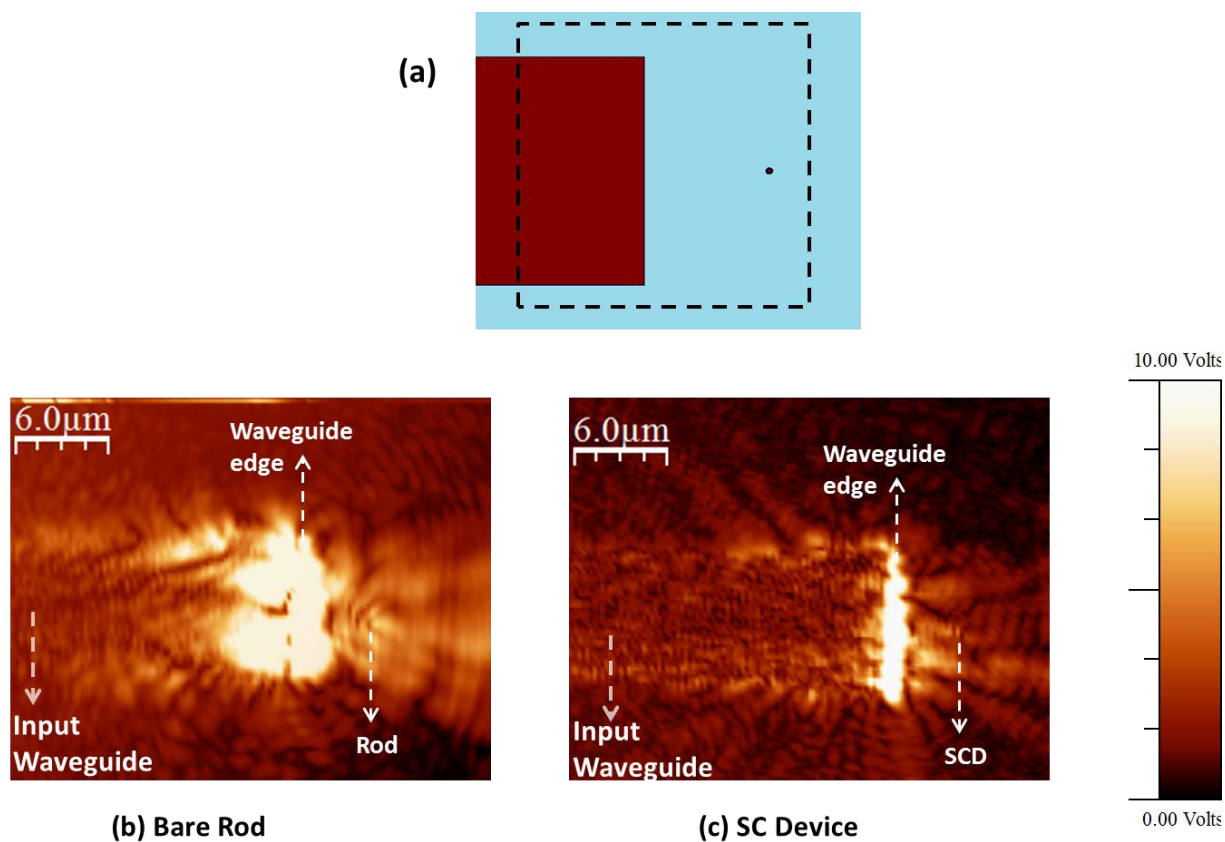 (a)
10.00 Volts
6.0µm
Waveguide
edge
Input
Waveguide
Rod
6.0µm
Waveguide
edge
Input
Waveguide
SCD
0.00 Volts
(b) Bare Rod
(c) SC Device